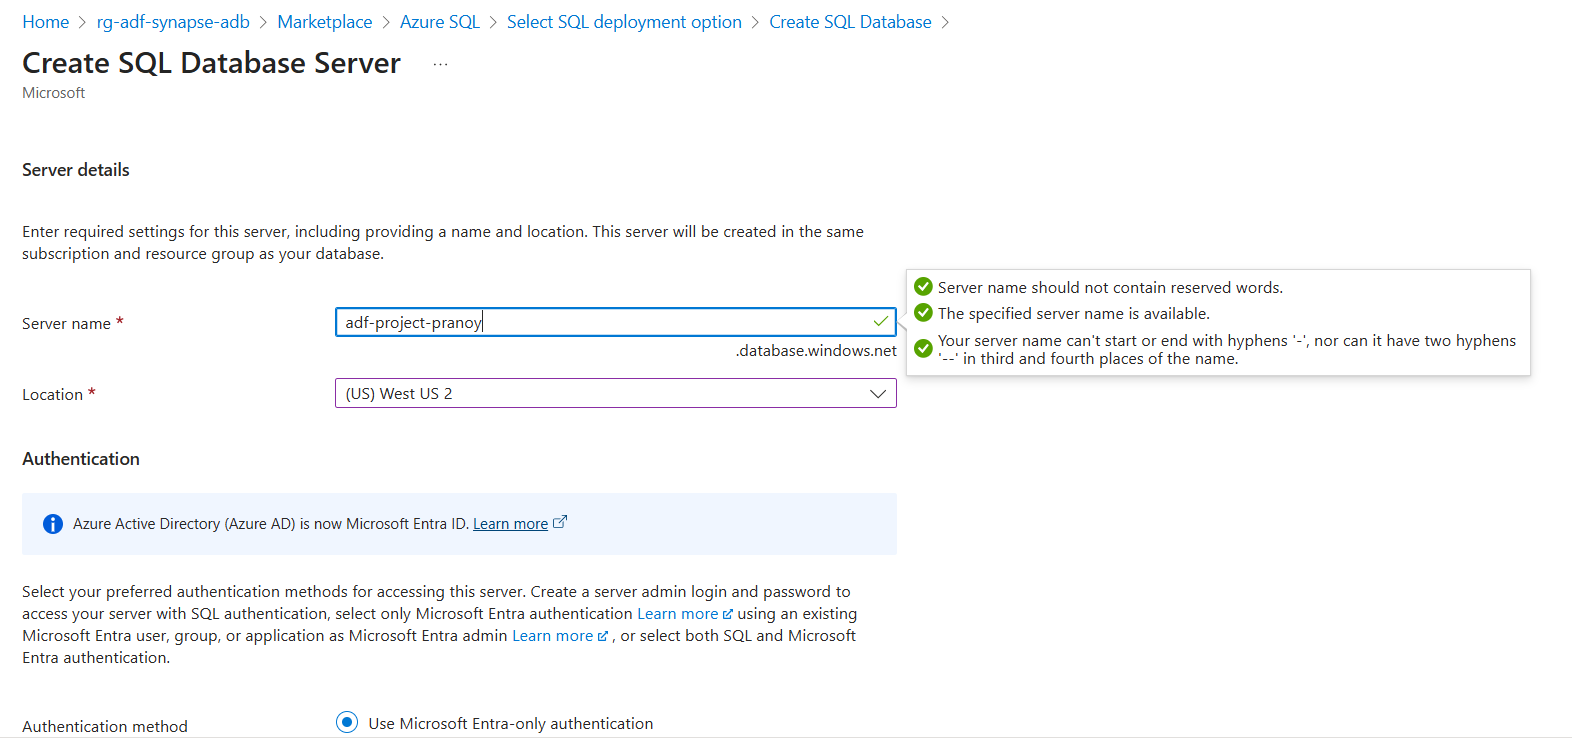 Home > rg-adf-synapse-adb > Marketplace > Azure SQL > Select SQL deployment option > Create SQL Database >
Create SQL Database Server ...
Microsoft
Server details
Enter required settings for this server, including providing a name and location. This server will be created in the same
subscription and resource group as your database.
Server name *
adf-project-pranoy
.database.windows.net
Server name should not contain reserved words.
The specified server name is available.
Your server name can't start or end with hyphens '-', nor can it have two hyphens
'--' in third and fourth places of the name.
Location *
(US) West US 2
Authentication
Azure Active Directory (Azure AD) is now Microsoft Entra ID. Learn more
Select your preferred authentication methods for accessing this server. Create a server admin login and password to
access your server with SQL authentication, select only Microsoft Entra authentication Learn more using an existing
Microsoft Entra user, group, or application as Microsoft Entra admin Learn more , or select both SQL and Microsoft
Entra authentication.
Authentication method
Use Microsoft Entra-only authentication